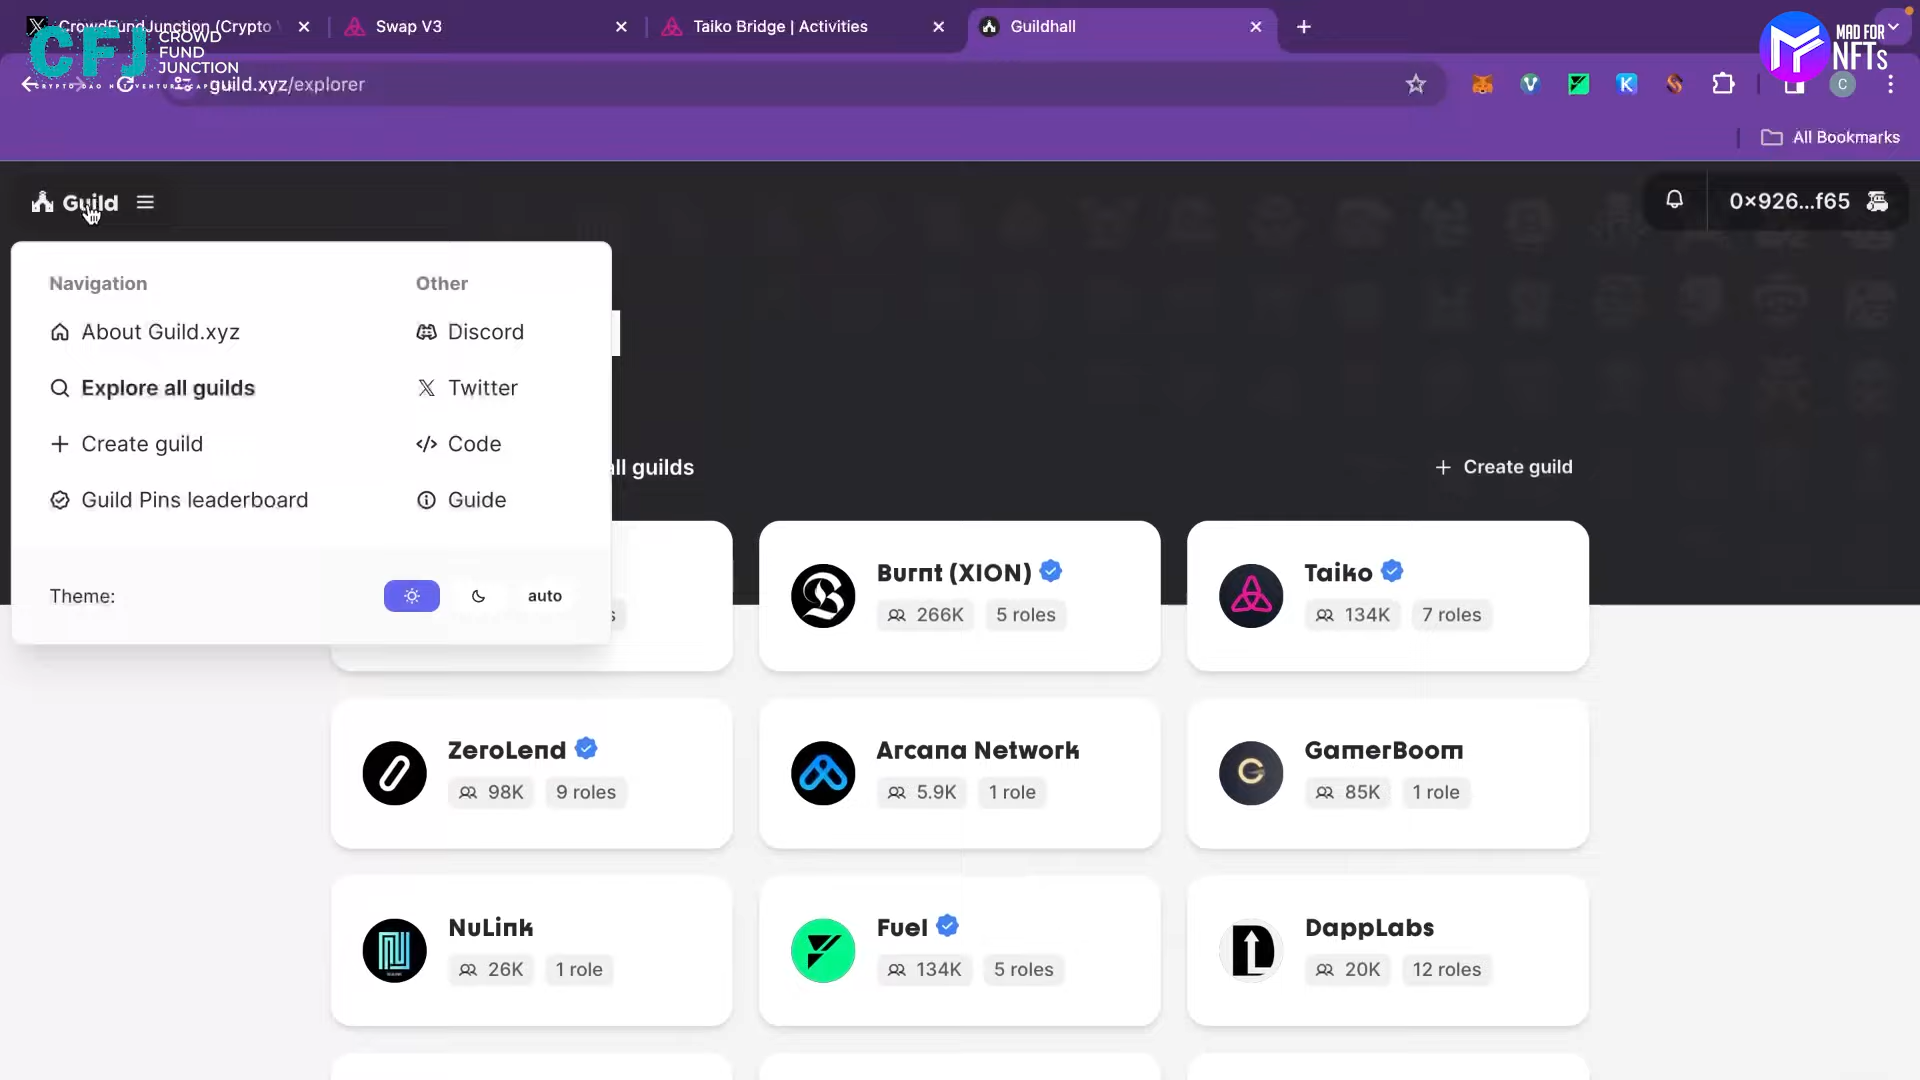 CrowdFundJunction (Crypto
Swap V3
Taiko Bridge | Activities
Guildhall
CFJ
CROWD
FUND
JUNCTION
MAD FOR
NFTs
guild.xyz/explorer
C
All Bookmarks
Guild
0×926...f65
Navigation
Other
About Guild.xyz
Discord
Explore all guilds
Twitter
Create guild
Code
Guild Pins leaderboard
Guide
Theme:
auto
all guilds
Create guild
Burnt (XION)
266K
5 roles
Taiko
134K
7 roles
ZeroLend
98K
9 roles
Arcana Network
5.9K
1 role
GamerBoom
85K
1 role
NuLink
26K
1 role
Fuel
134K
5 roles
DappLabs
20K
12 roles